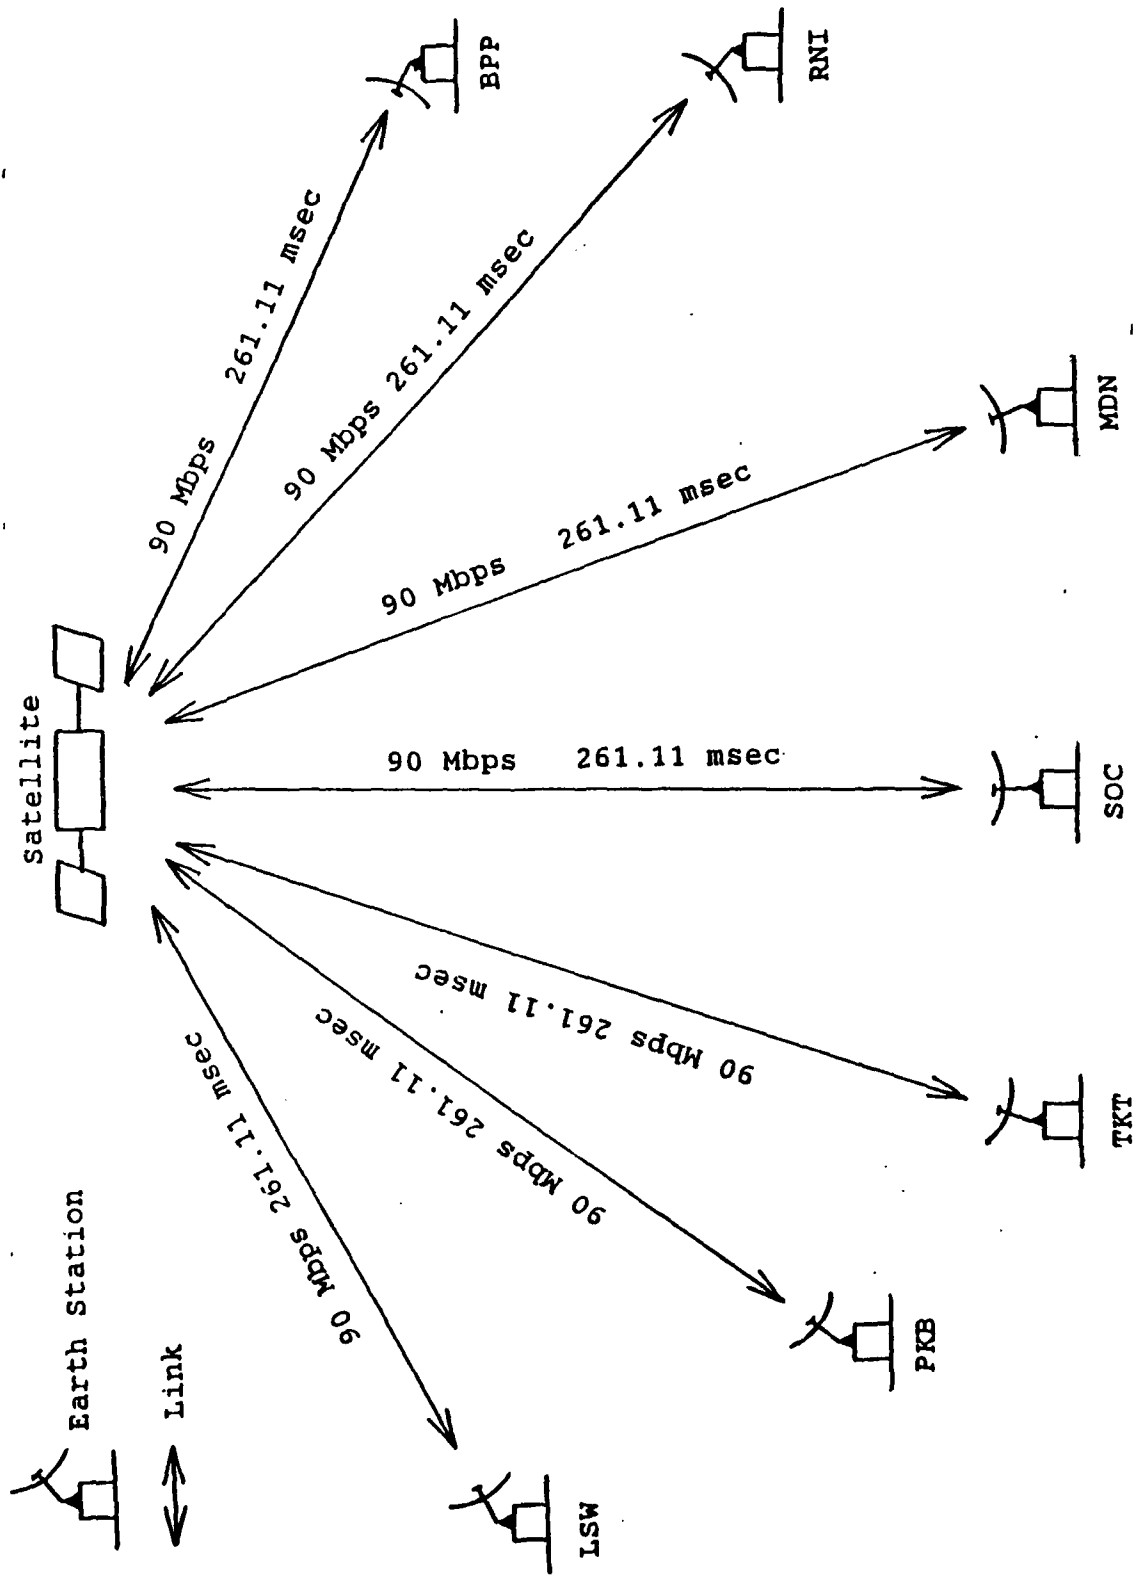 Earth Station
Link
Satellite
90 Mbps 261.11 msec
LSW
90 Mbps 261.11 msec
PKB
90 Mbps 261.11 msec
TKT
90 Mbps 261.11 msec
SOC
90 Mbps 261.11 msec
MDN
90 Mbps 261.11 msec
RNI
90 Mbps 261.11 msec
BPP